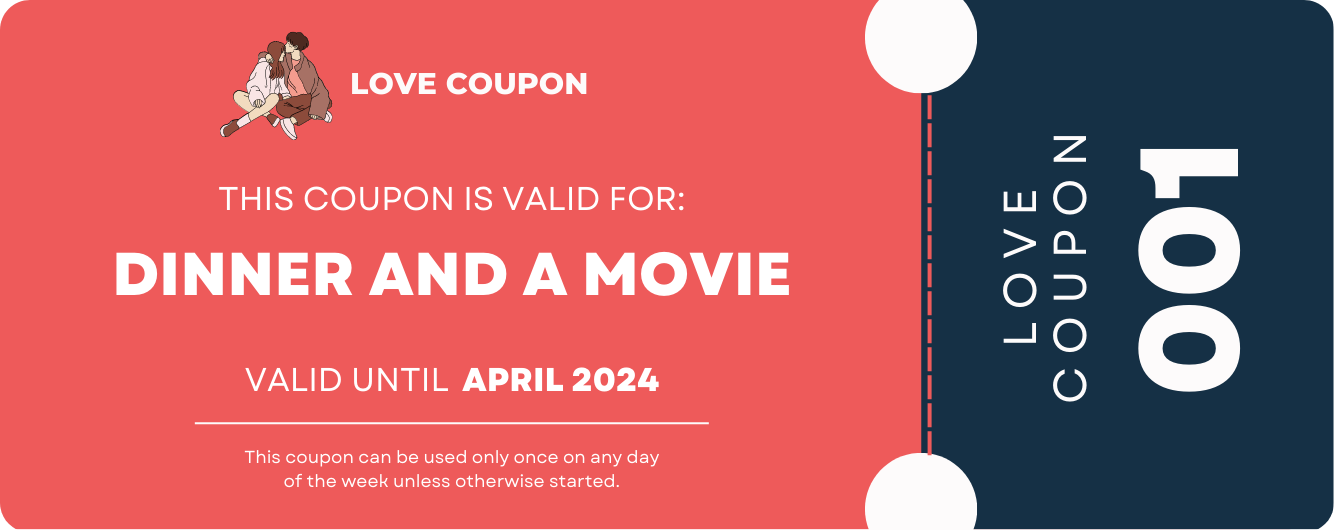 LOVE COUPON
THIS COUPON IS VALID FOR:
DINNER AND A MOVIE
VALID UNTIL APRIL 2024
This coupon can be used only once on any day
of the week unless otherwise started.
LOVE
COUPON
001